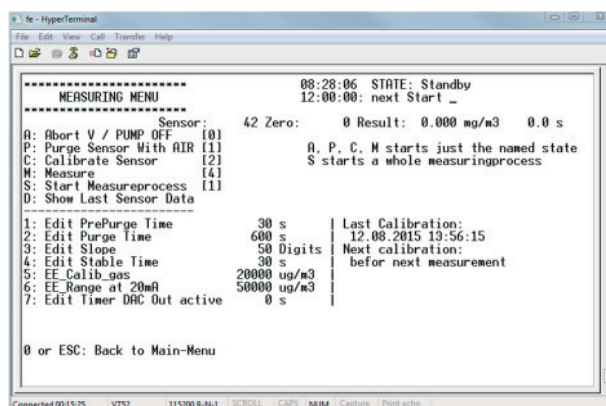 fe - HyperTerminal
File Edit View Call Transfer Help
************************ 08:28:06 STATE: Standby
MEASURING MENU 12:00:00: next Start _
************************
Sensor: 42 Zero: 0 Result: 0.000 mg/m3 0.0 s
A: Abort V / PUMP OFF [0]
P: Purge Sensor With AIR [1] A, P, C, M starts just the named state
C: Calibrate Sensor [2] S starts a whole measuringprocess
M: Measure [4]
S: Start Measureprocess [1]
D: Show Last Sensor Data
------------------------
1: Edit PrePurge Time 30 s | Last Calibration:
2: Edit Purge Time 600 s | 12.08.2015 13:56:15
3: Edit Slope 50 Digits | Next calibration:
4: Edit Stable Time 30 s | befor next measurement
5: EE_Calib_gas 20000 ug/m3 |
6: EE_Range at 20mA 50000 ug/m3 |
7: Edit Timer DAC Out active 0 s |
0 or ESC: Back to Main-Menu
Connected 00:15:25 VT52 115200 8-N-1 SCROLL CAPS NUM Capture Print echo